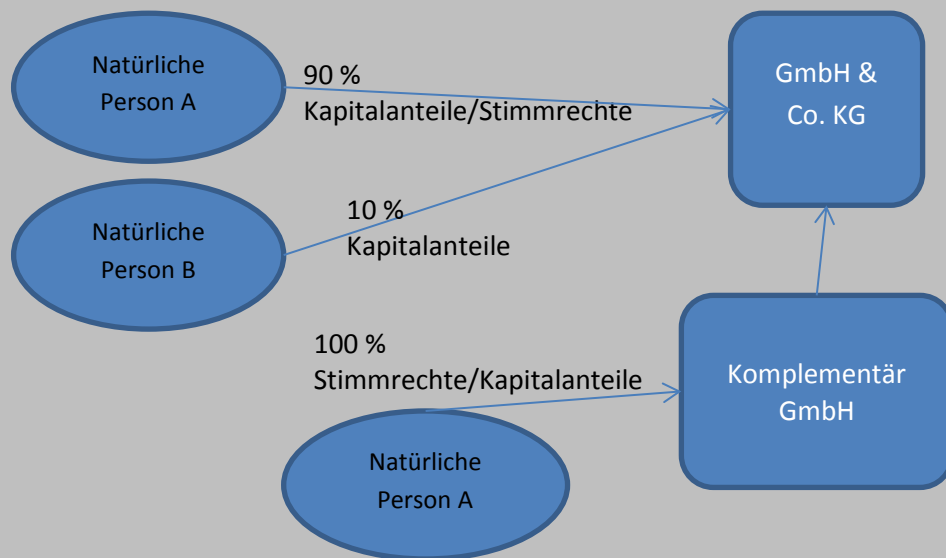 Natürliche
Person A
90 %
Kapitalanteile/Stimmrechte
GmbH &
Co. KG
Natürliche
Person B
10 %
Kapitalanteile
100 %
Stimmrechte/Kapitalanteile
Komplementär
GmbH
Natürliche
Person A